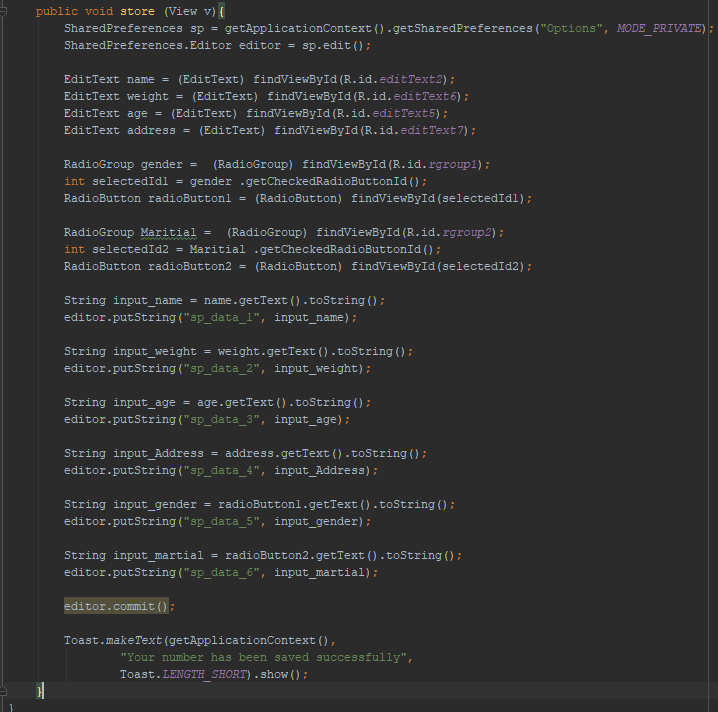 public void store (View v){
SharedPreferences sp = getApplicationContext().getSharedPreferences("Options", MODE_PRIVATE);
SharedPreferences.Editor editor = sp.edit();
EditText name = (EditText) findViewById(R.id.editText2);
EditText weight = (EditText) findViewById(R.id.editText6);
EditText age = (EditText) findViewById(R.id.editText5);
EditText address = (EditText) findViewById(R.id.editText7);
RadioGroup gender =  (RadioGroup) findViewById(R.id.rgroup1);
int selectedId1 = gender .getCheckedRadioButtonId();
RadioButton radioButton1 = (RadioButton) findViewById(selectedId1);
RadioGroup Maritial =  (RadioGroup) findViewById(R.id.rgroup2);
int selectedId2 = Maritial .getCheckedRadioButtonId();
RadioButton radioButton2 = (RadioButton) findViewById(selectedId2);
String input_name = name.getText().toString();
editor.putString("sp_data_1", input_name);
String input_weight = weight.getText().toString();
editor.putString("sp_data_2", input_weight);
String input_age = age.getText().toString();
editor.putString("sp_data_3", input_age);
String input_Address = address.getText().toString();
editor.putString("sp_data_4", input_Address);
String input_gender = radioButton1.getText().toString();
editor.putString("sp_data_5", input_gender);
String input_martial = radioButton2.getText().toString();
editor.putString("sp_data_6", input_martial);
editor.commit();
Toast.makeText(getApplicationContext(),
"Your number has been saved successfully",
Toast.LENGTH_SHORT).show();
}
}